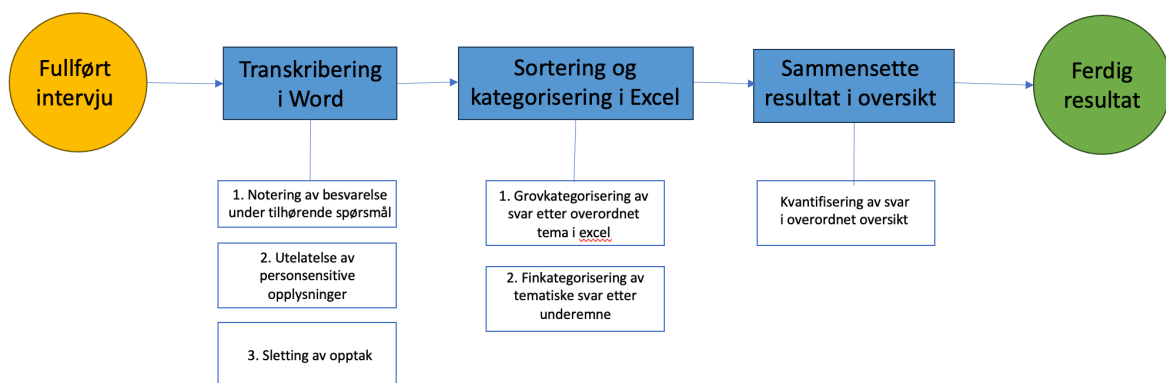 Fullført
intervju
Transkribering
i Word
Sortering og
kategorisering i Excel
Sammensette
resultat i oversikt
Ferdig
resultat
1. Notering av besvarelse
under tilhørende spørsmål
2. Utelatelse av
personsensitive
opplysninger
3. Sletting av opptak
1. Grovkategorisering av
svar etter overordnet
tema i excel
2. Finkategorisering av
tematiske svar etter
underemne
Kvantifisering av svar
i overordnet oversikt